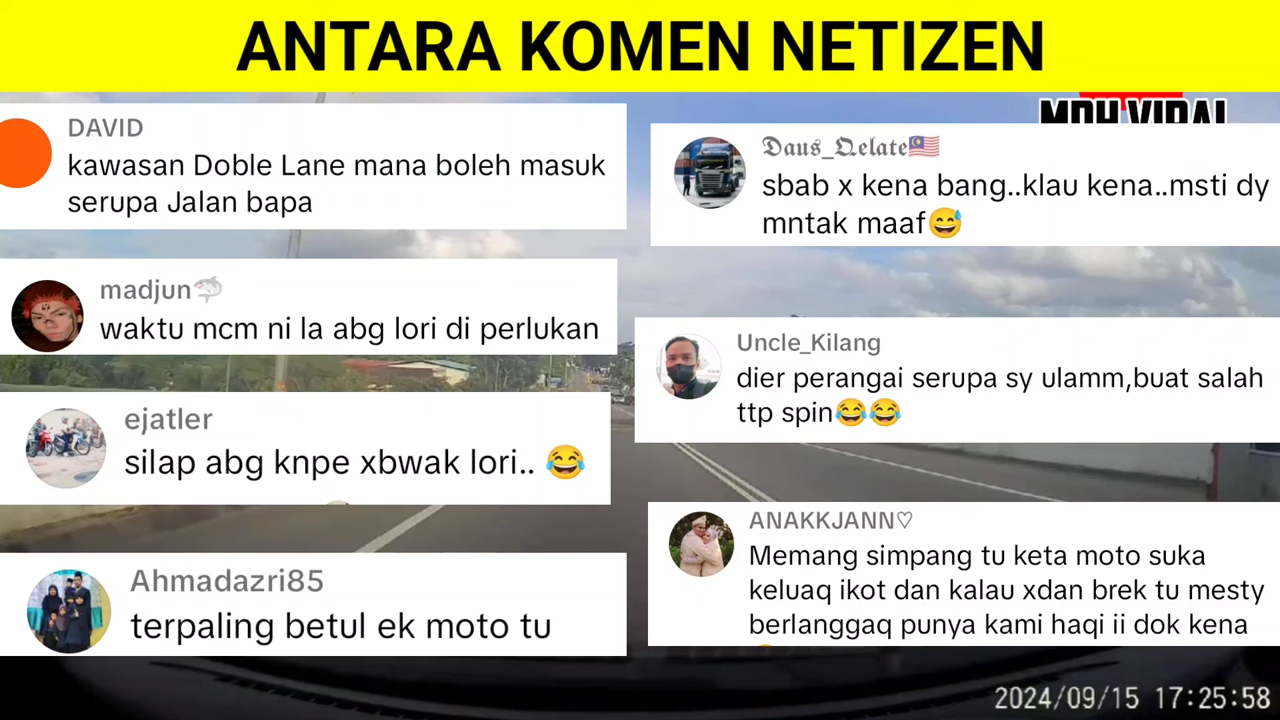 ANTARA KOMEN NETIZEN
DAVID
kawasan Doble Lane mana boleh masuk
serupa Jalan bapa
madjun
waktu mcm ni la abg lori di perlukan
ejatler
silap abg knpe xbwak lori.. 😂
Ahmadazri85
terpaling betul ek moto tu
MDH VIRAL
Daus_Qelate🇲🇾
sbab x kena bang..klau kena..msti dy
mntak maaf😅
Uncle_Kilang
dier perangai serupa sy ulamm,buat salah
ttp spin😂😂
ANAKKJANN♡
Memang simpang tu keta moto suka
keluaq ikot dan kalau xdan brek tu mesty
berlanggaq punya kami haqi ii dok kena
2024/09/15 17:25:58